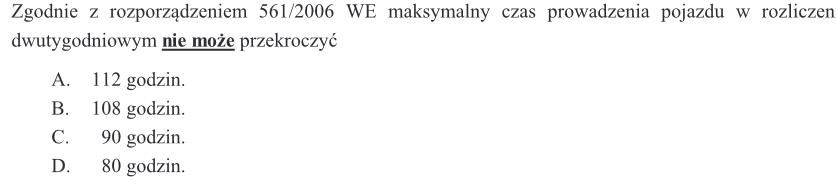 Zgodnie z rozporządzeniem 561/2006 WE maksymalny czas prowadzenia pojazdu w rozliczen
dwutygodniowym nie może przekroczyć
A. 112 godzin.
B. 108 godzin.
C. 90 godzin.
D. 80 godzin.